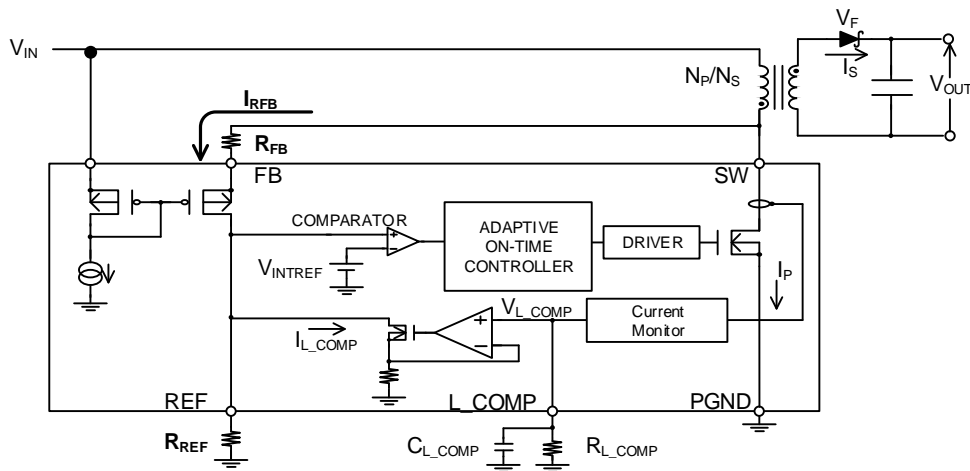 V_IN
I_RFB
R_FB
N_P/N_S
V_F
I_S
V_OUT
FB
SW
COMPARATOR
V_INTREF
ADAPTIVE
ON-TIME
CONTROLLER
DRIVER
I_P
I_L_COMP
V_L_COMP
Current
Monitor
REF
L_COMP
PGND
R_REF
C_L_COMP
R_L_COMP